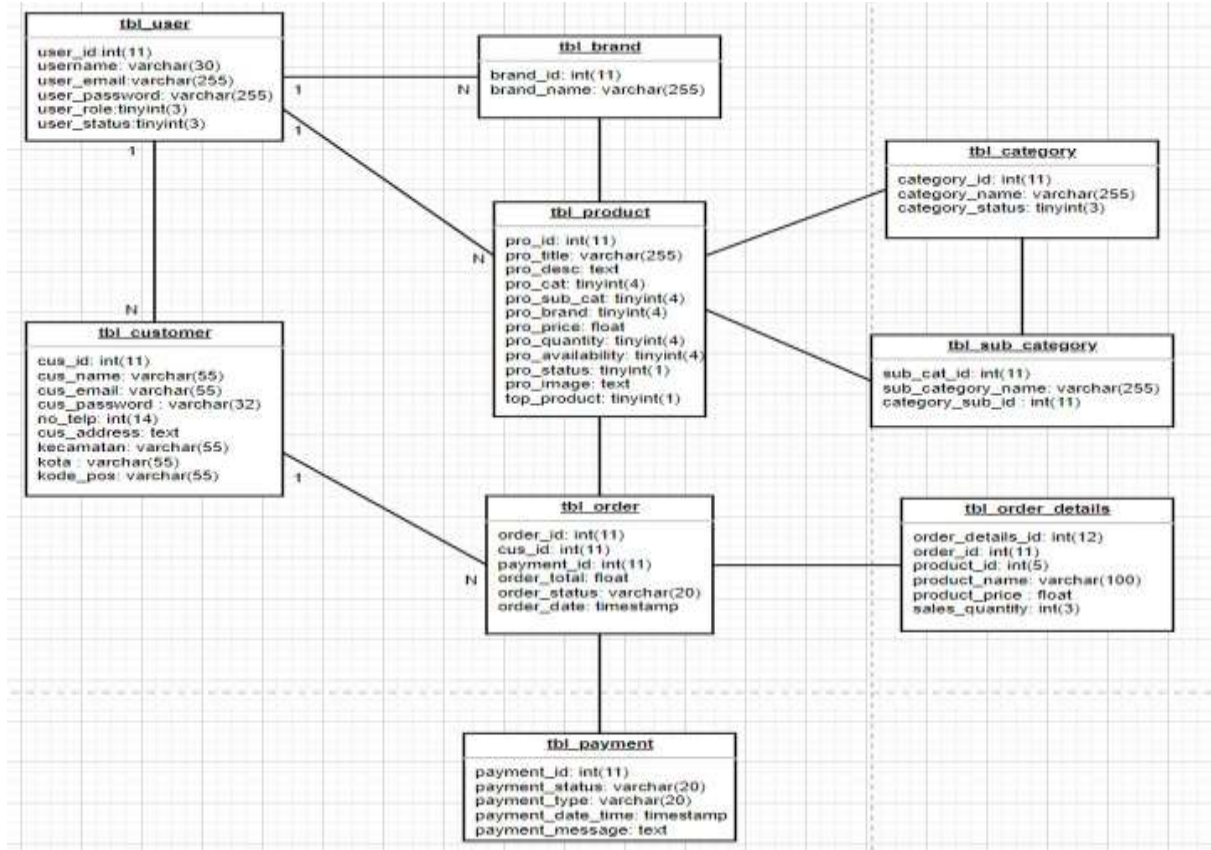 tbl_user
user_id:int(11)
username: varchar(30)
user_email:varchar(255)
user_password: varchar(255)
user_role:tinyint(3)
user_status:tinyint(3)
1
N
1
1
tbl_brand
brand_id: int(11)
brand_name: varchar(255)
tbl_category
category_id: int(11)
category_name: varchar(255)
category_status: tinyint(3)
tbl_product
pro_id: int(11)
pro_title: varchar(255)
pro_desc: text
pro_cat: tinyint(4)
pro_sub_cat: tinyint(4)
pro_brand: tinyint(4)
pro_price: float
pro_quantity: tinyint(4)
pro_availability: tinyint(4)
pro_status: tinyint(1)
pro_image: text
top_product: tinyint(1)
N
N
tbl_customer
cus_id: int(11)
cus_name: varchar(55)
cus_email: varchar(55)
cus_password : varchar(32)
no_telp: int(14)
cus_address: text
kecamatan: varchar(55)
kota : varchar(55)
kode_pos: varchar(55)
1
N
tbl_sub_category
sub_cat_id: int(11)
sub_category_name: varchar(255)
category_sub_id : int(11)
tbl_order
order_id: int(11)
cus_id: int(11)
payment_id: int(11)
order_total: float
order_status: varchar(20)
order_date: timestamp
tbl_order_details
order_details_id: int(12)
order_id: int(11)
product_id: int(5)
product_name: varchar(100)
product_price : float
sales_quantity: int(3)
tbl_payment
payment_id: int(11)
payment_status: varchar(20)
payment_type: varchar(20)
payment_date_time: timestamp
payment_message: text